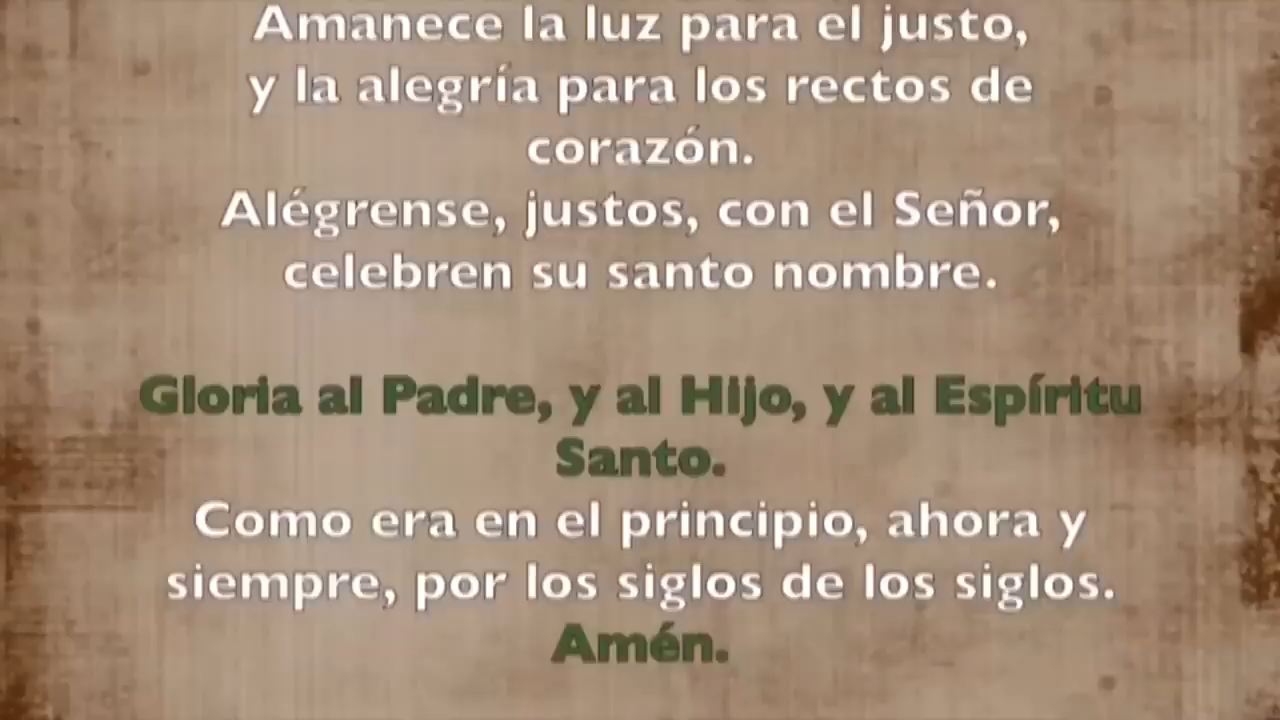 Amanece la luz para el justo,
y la alegría para los rectos de
corazón.
Alégrense, justos, con el Señor,
celebren su santo nombre.
Gloria al Padre, y al Hijo, y al Espíritu
Santo.
Como era en el principio, ahora y
siempre, por los siglos de los siglos.
Amén.